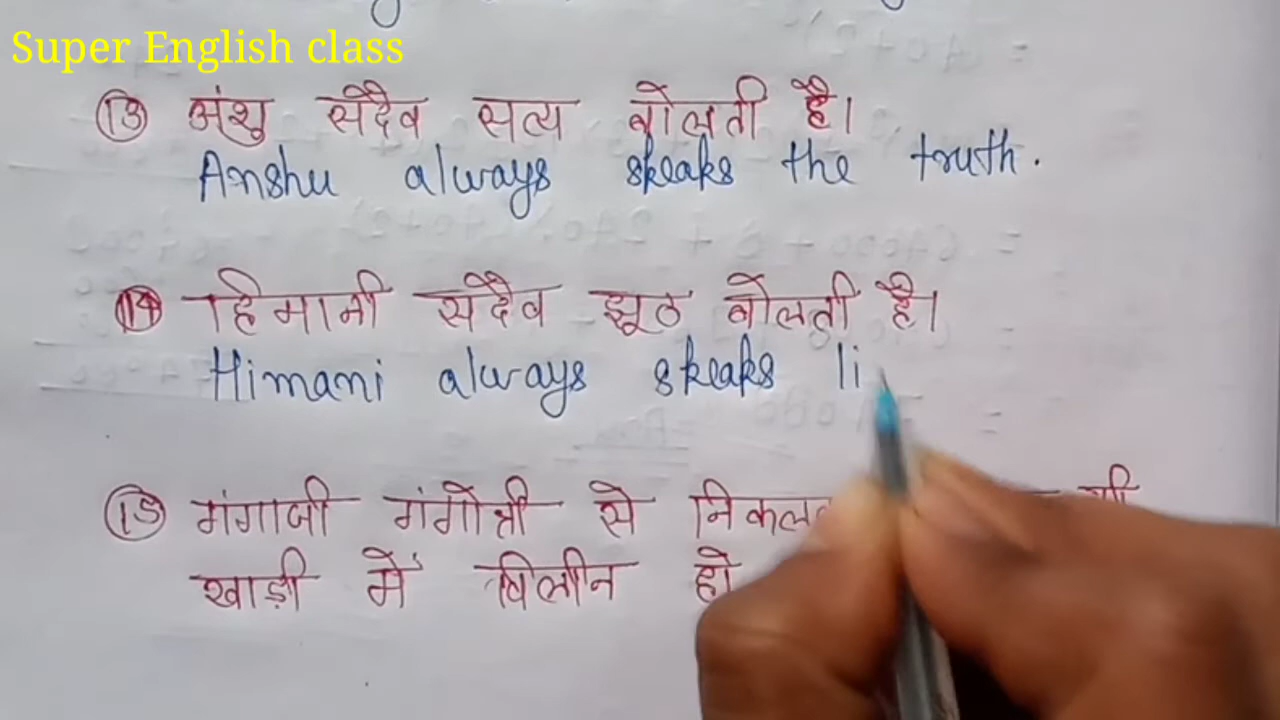 Super English class
(13) अंशु सदैव सत्य बोलती है।
Anshu always speaks the truth.
(14) हिमानी सदैव झूठ बोलती है।
Himani always speaks li
(15) गंगाजी गंगोत्री से
खाड़ी में विलीन हो